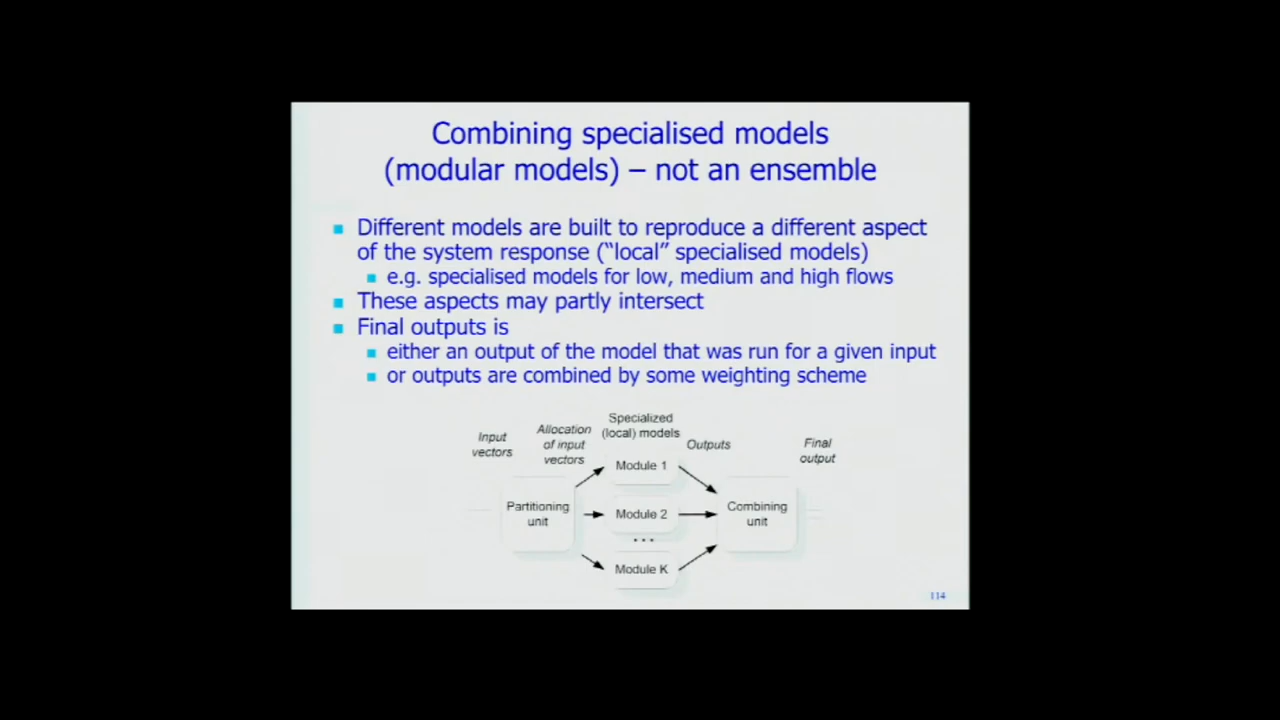 Combining specialised models
(modular models) – not an ensemble
Different models are built to reproduce a different aspect
of the system response (“local” specialised models)
e.g. specialised models for low, medium and high flows
These aspects may partly intersect
Final outputs is
either an output of the model that was run for a given input
or outputs are combined by some weighting scheme
Input
vectors
Allocation
of input
vectors
Specialized
(local) models
Outputs
Final
output
Partitioning
unit
Module 1
Module 2
...
Module K
Combining
unit
114